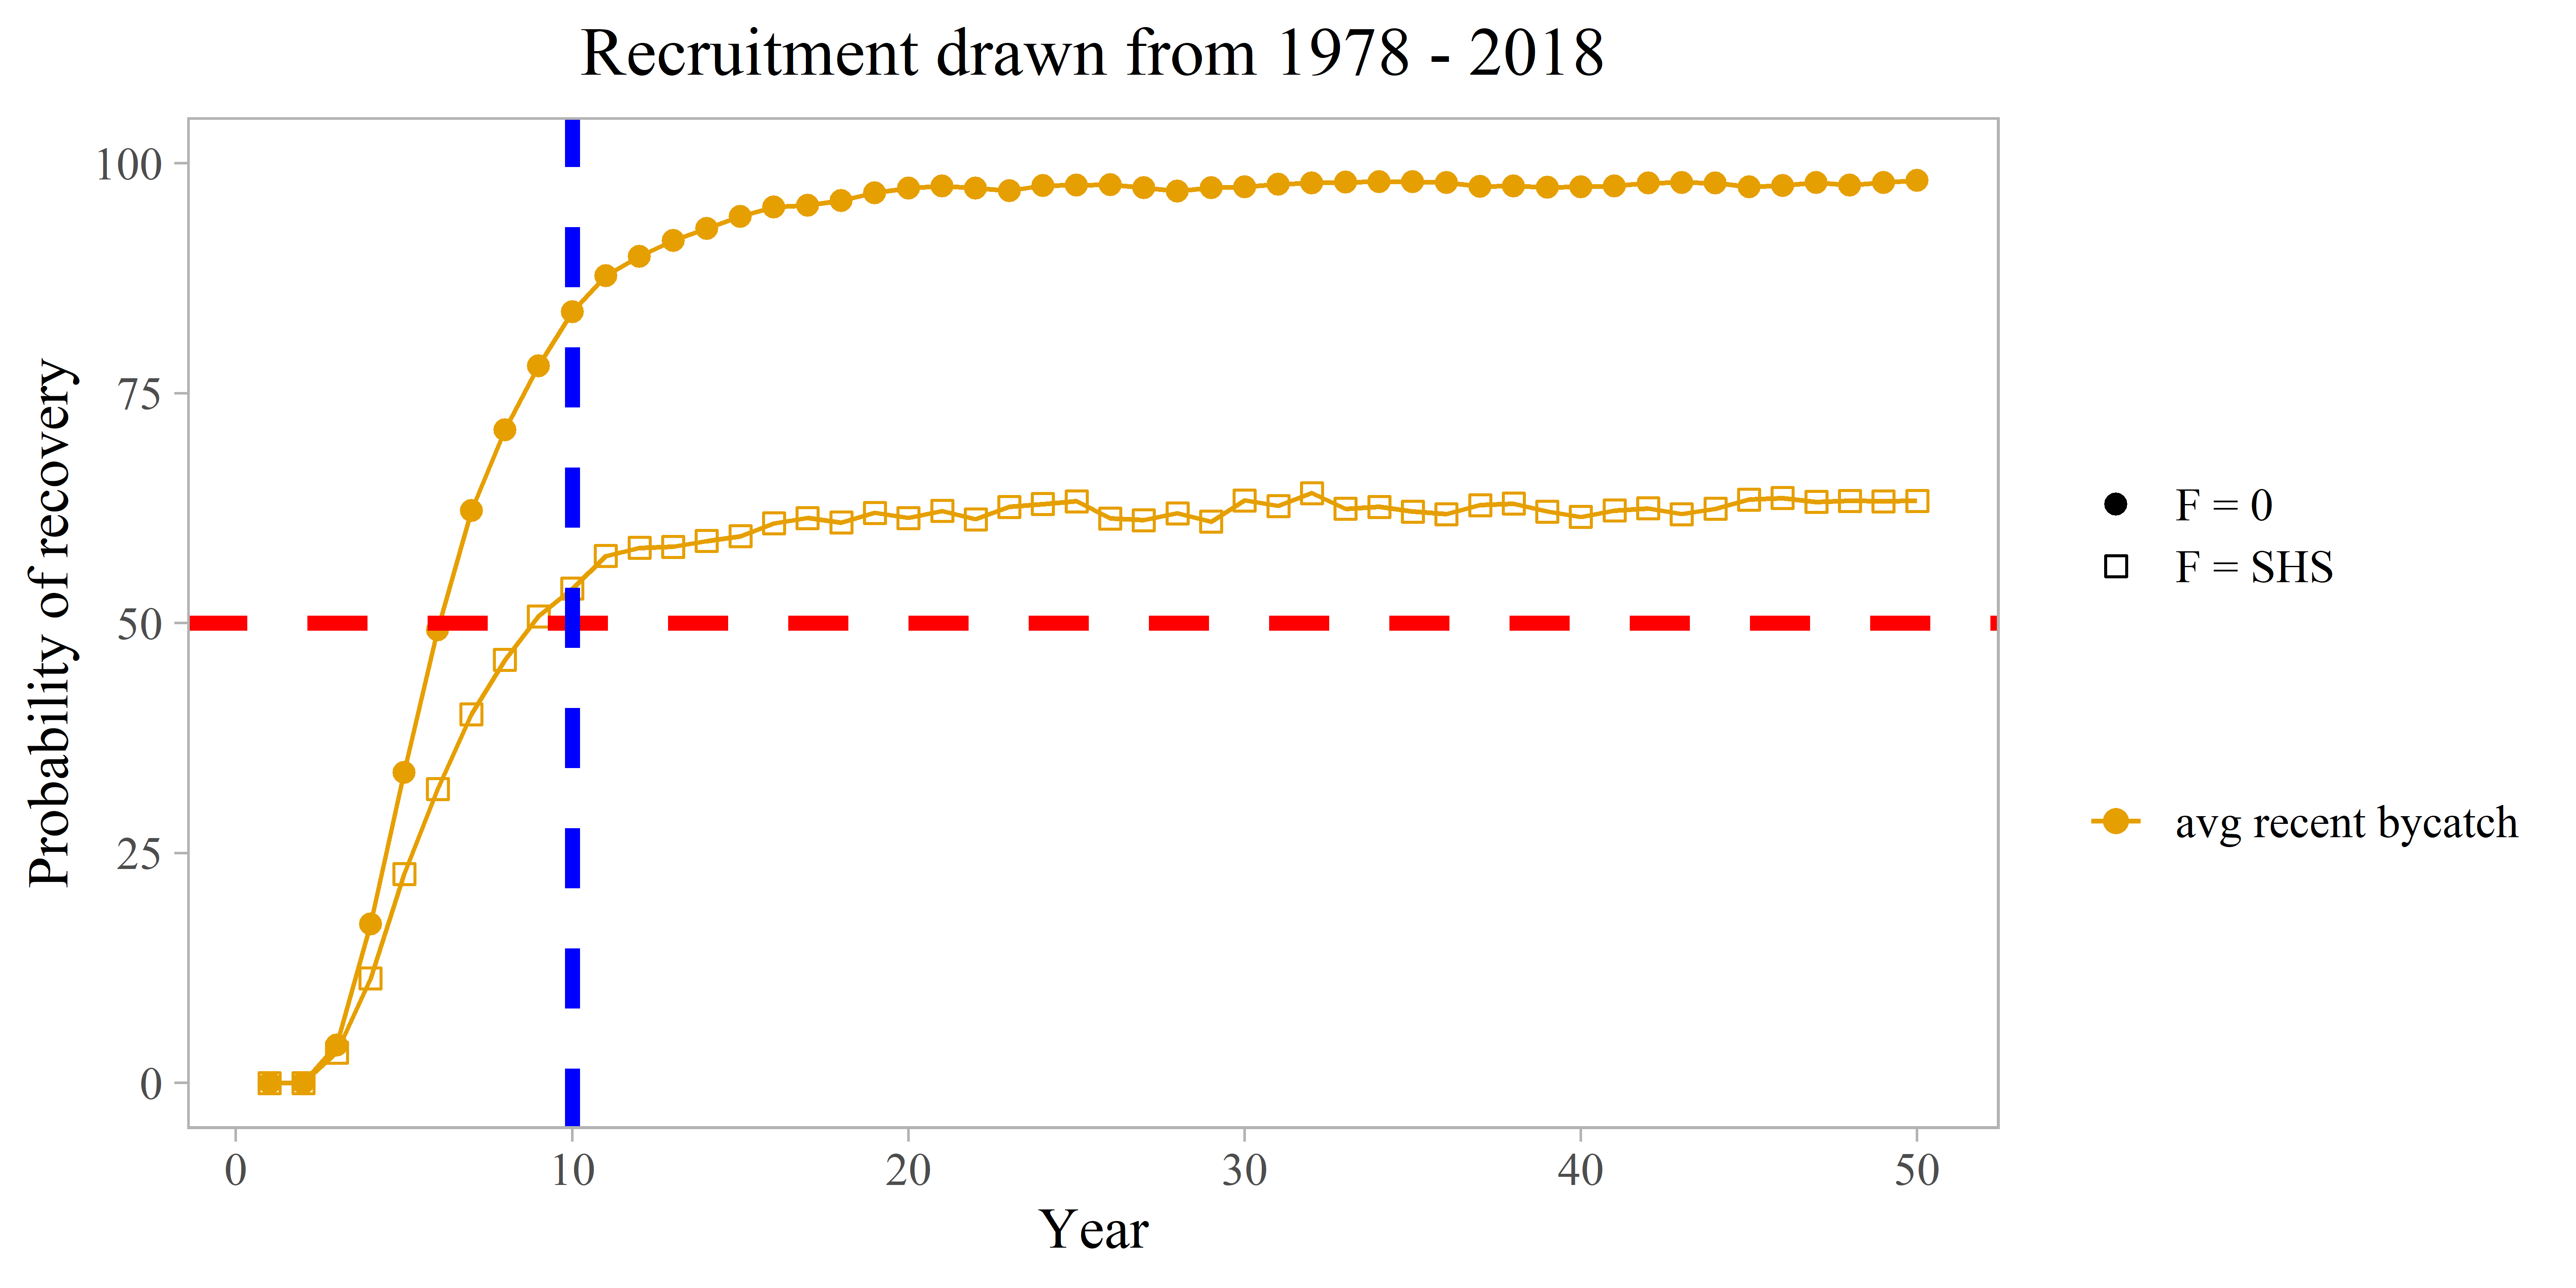 Recruitment drawn from 1978 - 2018
Probability of recovery
100
75
50
25
0
0 10 20 30 40 50
Year
F = 0
F = SHS
avg recent bycatch